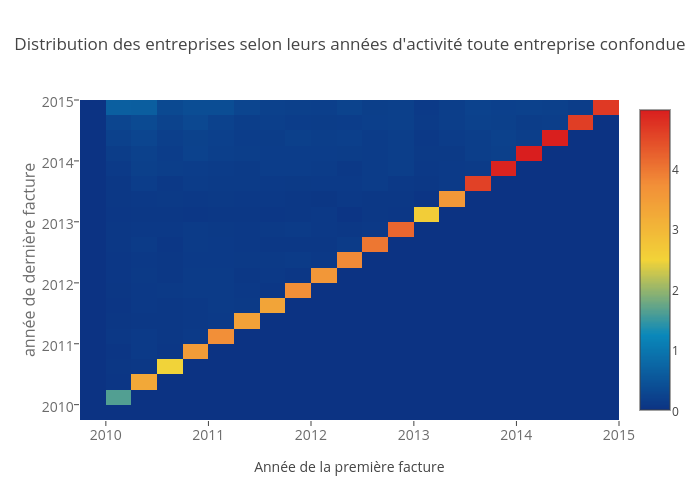 Distribution des entreprises selon leurs années d'activité toute entreprise confondue
2015
2014
2013
2012
2011
2010
année de dernière facture
2010 2011 2012 2013 2014 2015
Année de la première facture
4
3
2
1
0